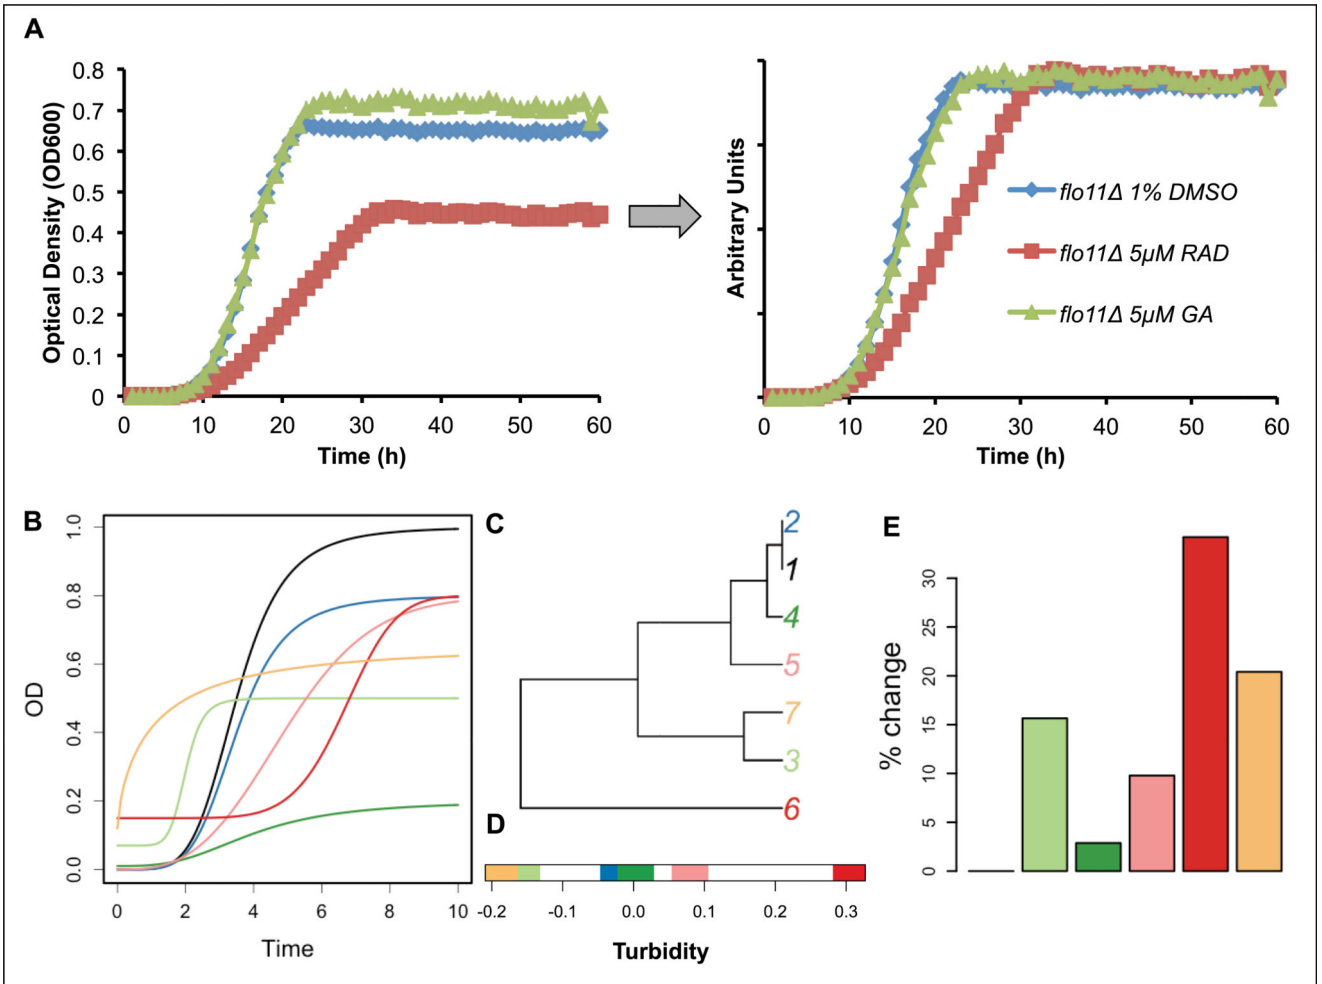 A
Optical Density (OD600)
0.8
0.7
0.6
0.5
0.4
0.3
0.2
0.1
0
0 10 20 30 40 50 60
Time (h)
Arbitrary Units
flo11Δ 1% DMSO
flo11Δ 5µM RAD
flo11Δ 5µM GA
0 10 20 30 40 50 60
Time (h)
B
OD
1.0
0.8
0.6
0.4
0.2
0.0
0 2 4 6 8 10
Time
C
2
1
4
5
7
3
6
D
-0.2 -0.1 0.0 0.1 0.2 0.3
Turbidity
E
% change
30
25
20
15
10
5
0